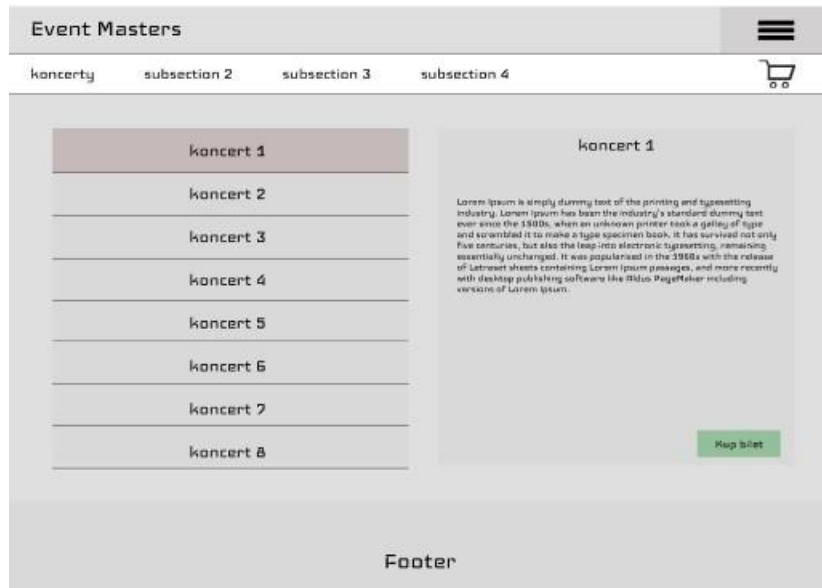 Event Masters
koncerty subsection 2 subsection 3 subsection 4
koncert 1
koncert 2
koncert 3
koncert 4
koncert 5
koncert 6
koncert 7
koncert 8
koncert 1
Lorem Ipsum is simply dummy text of the printing and typesetting
industry. Lorem Ipsum has been the industry's standard dummy text
ever since the 1500s, when an unknown printer took a galley of type
and scrambled it to make a type specimen book. It has survived not only
five centuries, but also the leap into electronic typesetting, remaining
essentially unchanged. It was popularised in the 1960s with the release
of Letraset sheets containing Lorem Ipsum passages, and more recently
with desktop publishing software like Aldus PageMaker including
versions of Lorem Ipsum.
Kup bilet
Footer